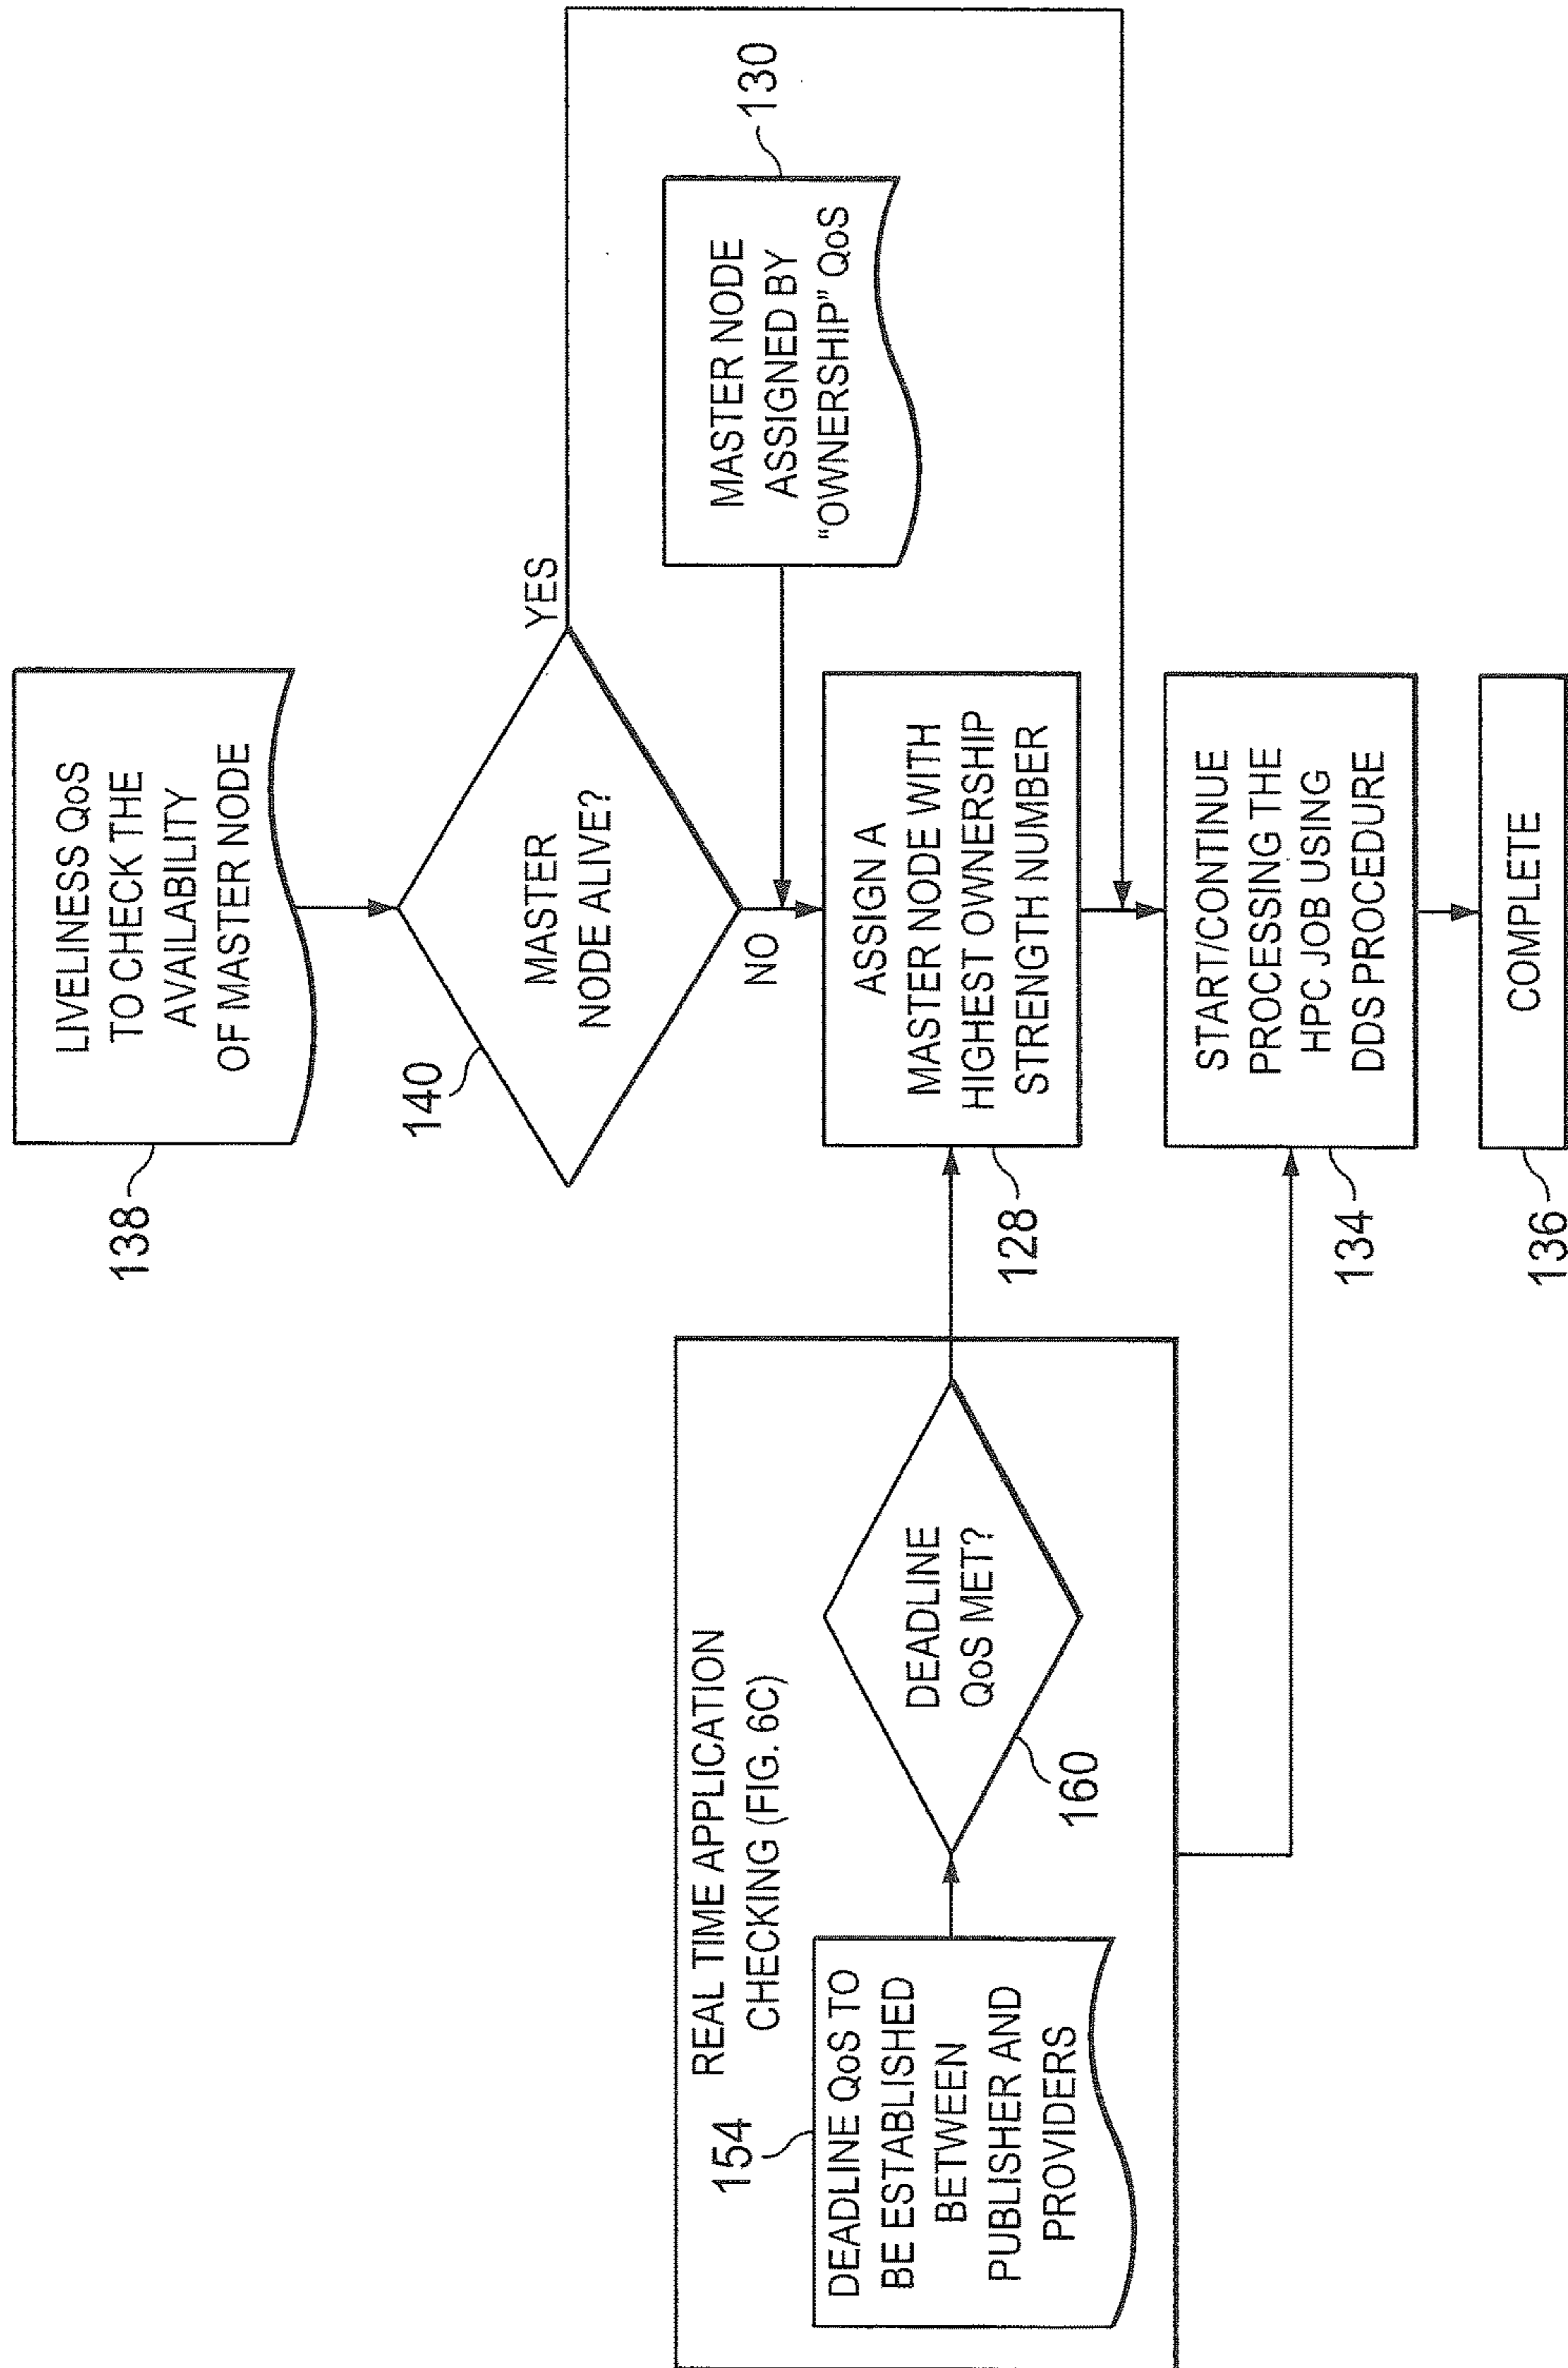 LIVELINESS QoS
TO CHECK THE
AVAILABILITY
OF MASTER NODE
138
MASTER
NODE ALIVE?
140
YES
NO
MASTER NODE
ASSIGNED BY
"OWNERSHIP" QoS
130
ASSIGN A
MASTER NODE WITH
HIGHEST OWNERSHIP
STRENGTH NUMBER
128
REAL TIME APPLICATION
CHECKING (FIG. 6C)
154
DEADLINE QoS TO
BE ESTABLISHED
BETWEEN
PUBLISHER AND
PROVIDERS
DEADLINE
QoS MET?
160
START/CONTINUE
PROCESSING THE
HPC JOB USING
DDS PROCEDURE
134
COMPLETE
136